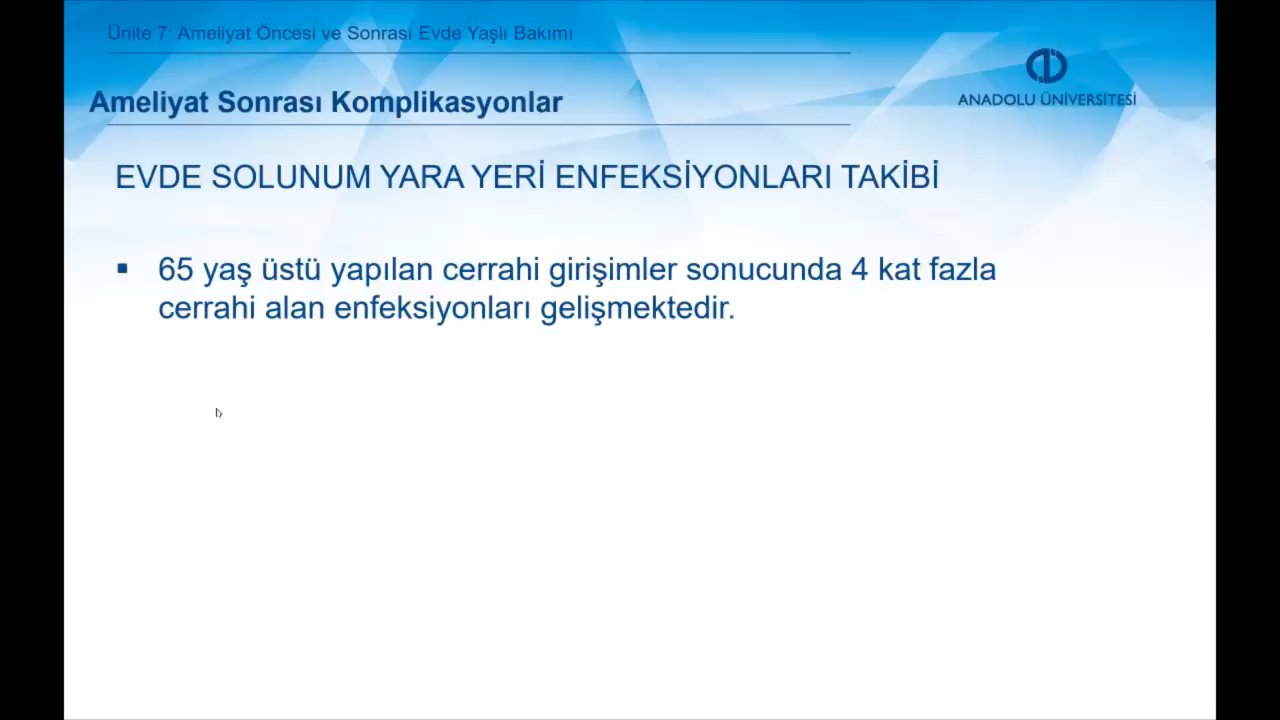 Ünite 7: Ameliyat Öncesi ve Sonrası Evde Yaşlı Bakımı
Ameliyat Sonrası Komplikasyonlar
ANADOLU ÜNİVERSİTESİ
EVDE SOLUNUM YARA YERİ ENFEKSİYONLARI TAKİBİ
▪ 65 yaş üstü yapılan cerrahi girişimler sonucunda 4 kat fazla
cerrahi alan enfeksiyonları gelişmektedir.